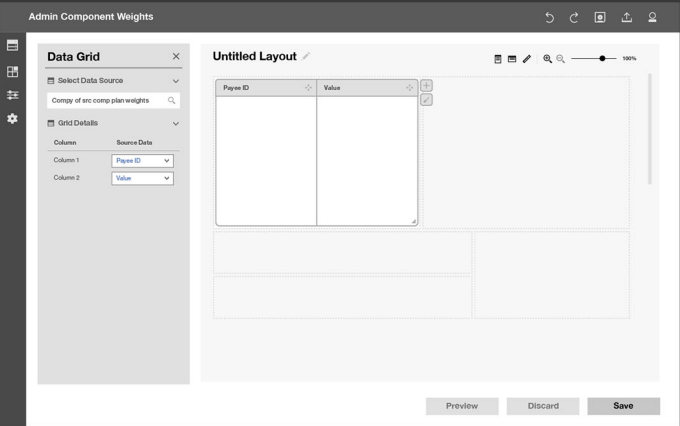 Admin Component Weights
Data Grid
Select Data Source
Compy of src comp plan weights
Grid Details
Column Source Data
Column 1 Payee ID
Column 2 Value
Untitled Layout
100%
Payee ID Value
Preview Discard Save